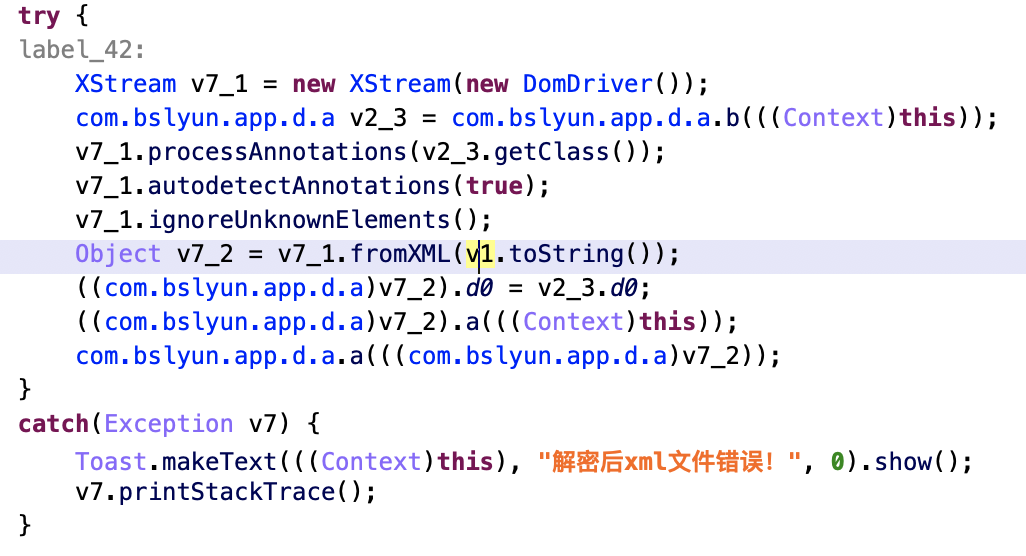 try {
label_42:
XStream v7_1 = new XStream(new DomDriver());
com.bslyun.app.d.a v2_3 = com.bslyun.app.d.a.b(((Context)this));
v7_1.processAnnotations(v2_3.getClass());
v7_1.autodetectAnnotations(true);
v7_1.ignoreUnknownElements();
Object v7_2 = v7_1.fromXML(v1.toString());
((com.bslyun.app.d.a)v7_2).d0 = v2_3.d0;
((com.bslyun.app.d.a)v7_2).a(((Context)this));
com.bslyun.app.d.a.a(((com.bslyun.app.d.a)v7_2));
}
catch(Exception v7) {
Toast.makeText(((Context)this), "解密后xml文件错误！", 0).show();
v7.printStackTrace();
}